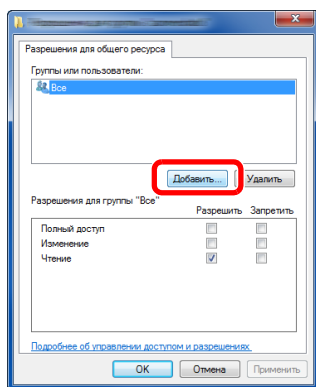 Разрешения для общего ресурса
Группы или пользователи:
Все
Добавить... Удалить
Разрешения для группы "Все"
Разрешить Запретить
Полный доступ
Изменение
Чтение
Подробнее об управлении доступом и разрешениях.
ОК Отмена Применить